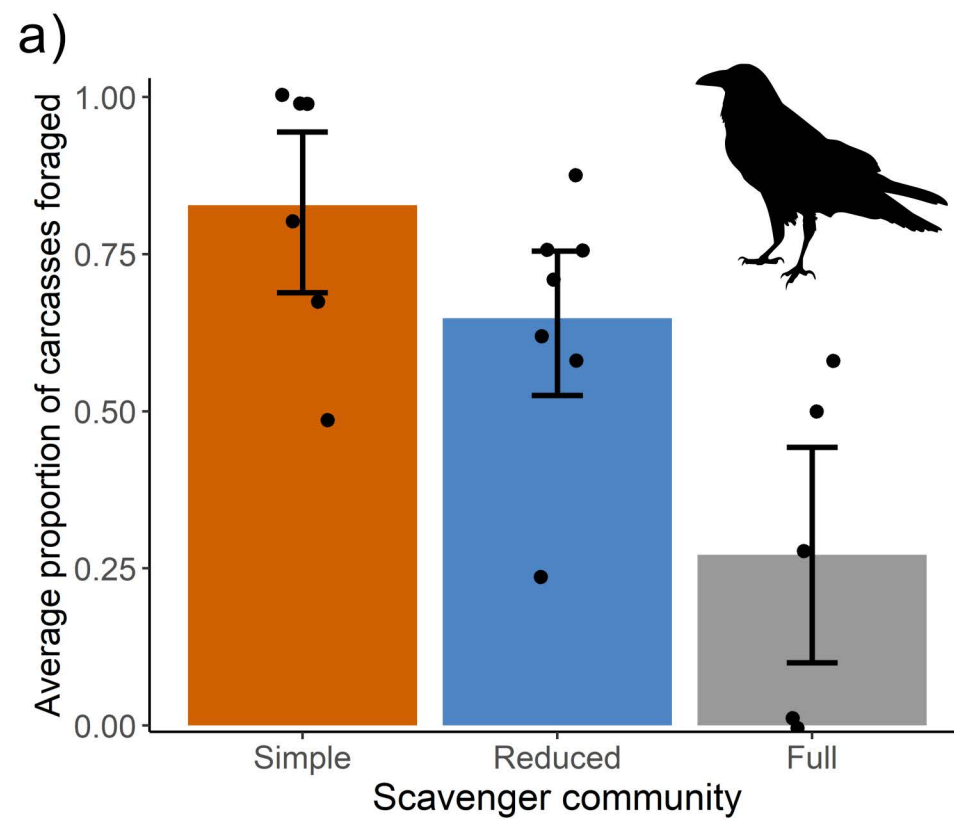 a)
Average proportion of carcasses foraged
1.00
0.75
0.50
0.25
0.00
Simple Reduced Full
Scavenger community